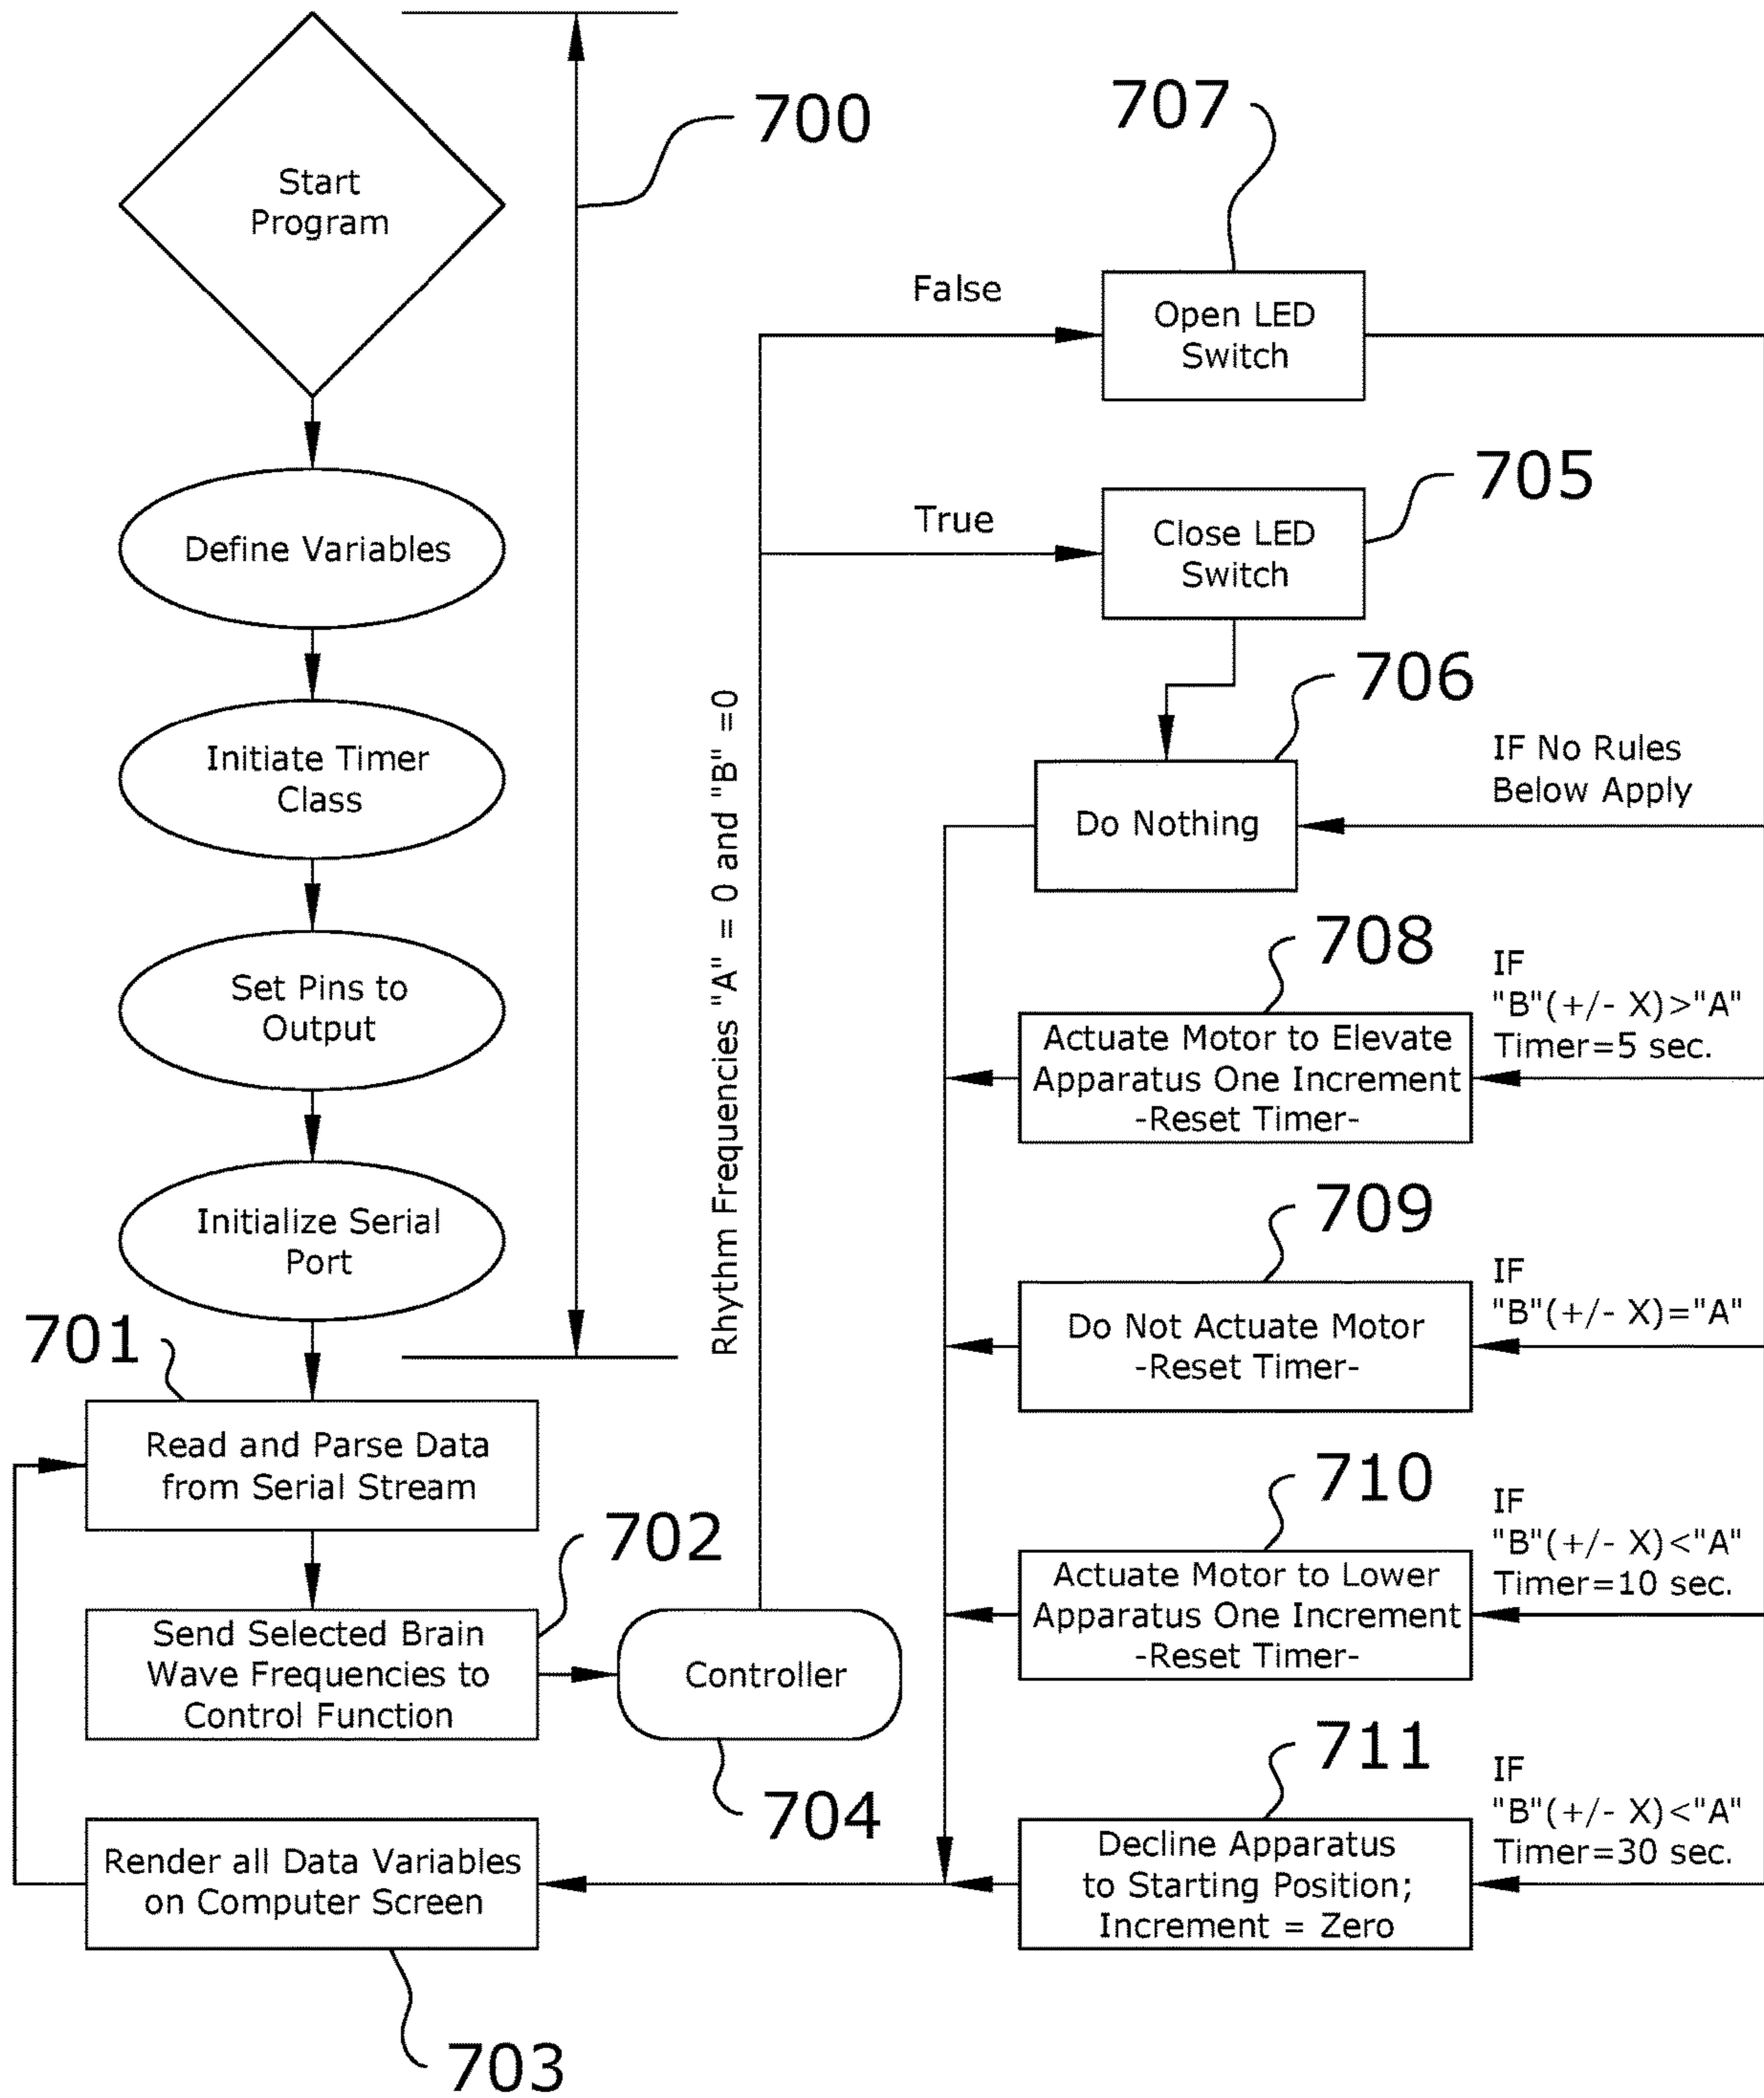 Start
Program
700
Define Variables
Initiate Timer
Class
Set Pins to
Output
Initialize Serial
Port
701
Read and Parse Data
from Serial Stream
702
Send Selected Brain
Wave Frequencies to
Control Function
Controller
704
Render all Data Variables
on Computer Screen
703
Rhythm Frequencies "A" = 0 and "B" =0
707
False
Open LED
Switch
705
True
Close LED
Switch
706
Do Nothing
IF No Rules
Below Apply
708
Actuate Motor to Elevate
Apparatus One Increment
-Reset Timer-
IF
"B"(+/- X)>"A"
Timer=5 sec.
709
Do Not Actuate Motor
-Reset Timer-
IF
"B"(+/- X)="A"
710
Actuate Motor to Lower
Apparatus One Increment
-Reset Timer-
IF
"B"(+/- X)<"A"
Timer=10 sec.
711
Decline Apparatus
to Starting Position;
Increment = Zero
IF
"B"(+/- X)<"A"
Timer=30 sec.